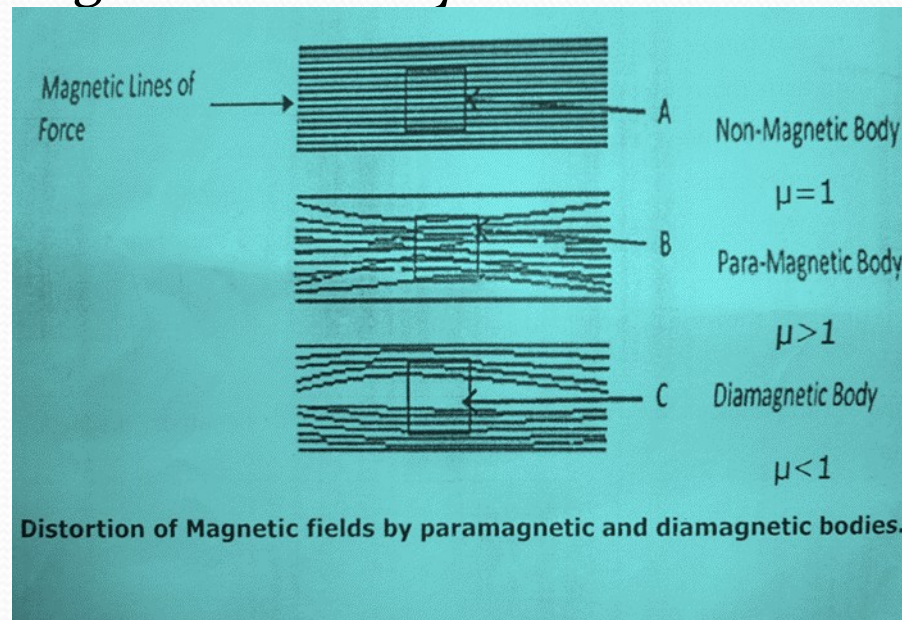 Magnetic Lines of
Force
A
Non-Magnetic Body
μ=1
B
Para-Magnetic Body
μ>1
C
Diamagnetic Body
μ<1
Distortion of Magnetic fields by paramagnetic and diamagnetic bodies.